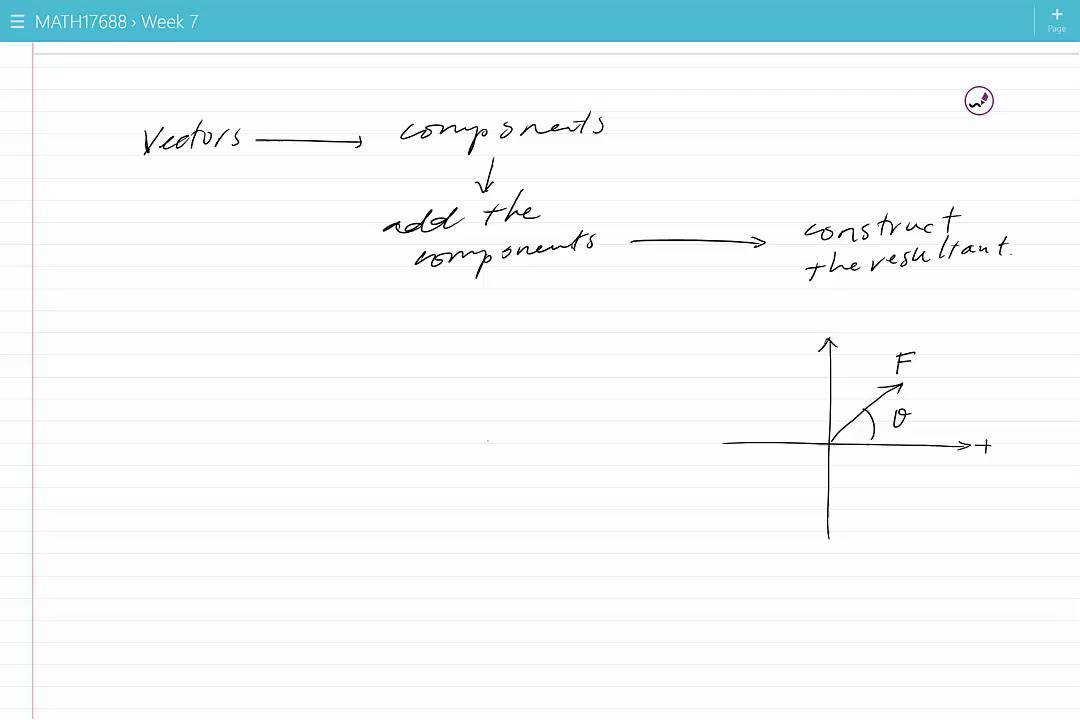 MATH17688 › Week 7
Page
Vectors
components
add the
components
construct
the resultant.
F
θ
+